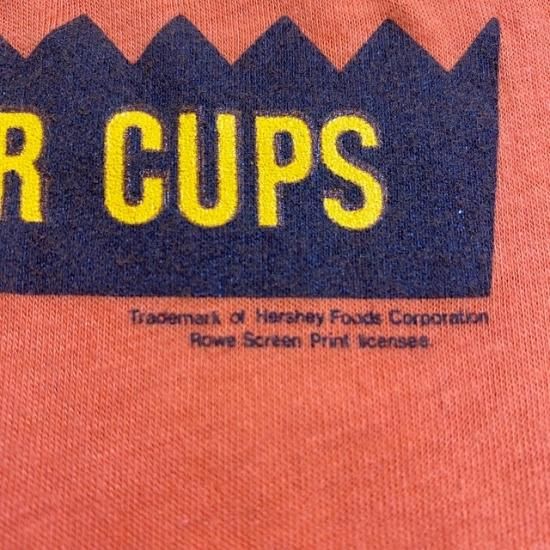 R CUPS
Trademark of Hershey Foods Corporation
Rowe Screen Print licensee.